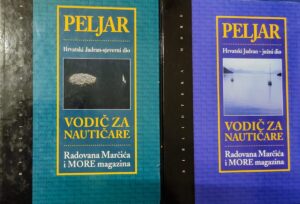 PELJAR
Hrvatski Jadran-sjeverni dio
VODIČ ZA
NAUTIČARE
Radovana Marčića
i MORE magazina
PELJAR
Hrvatski Jadran - južni dio
VODIČ ZA
NAUTIČARE
Radovana Marčića
i MORE magazina